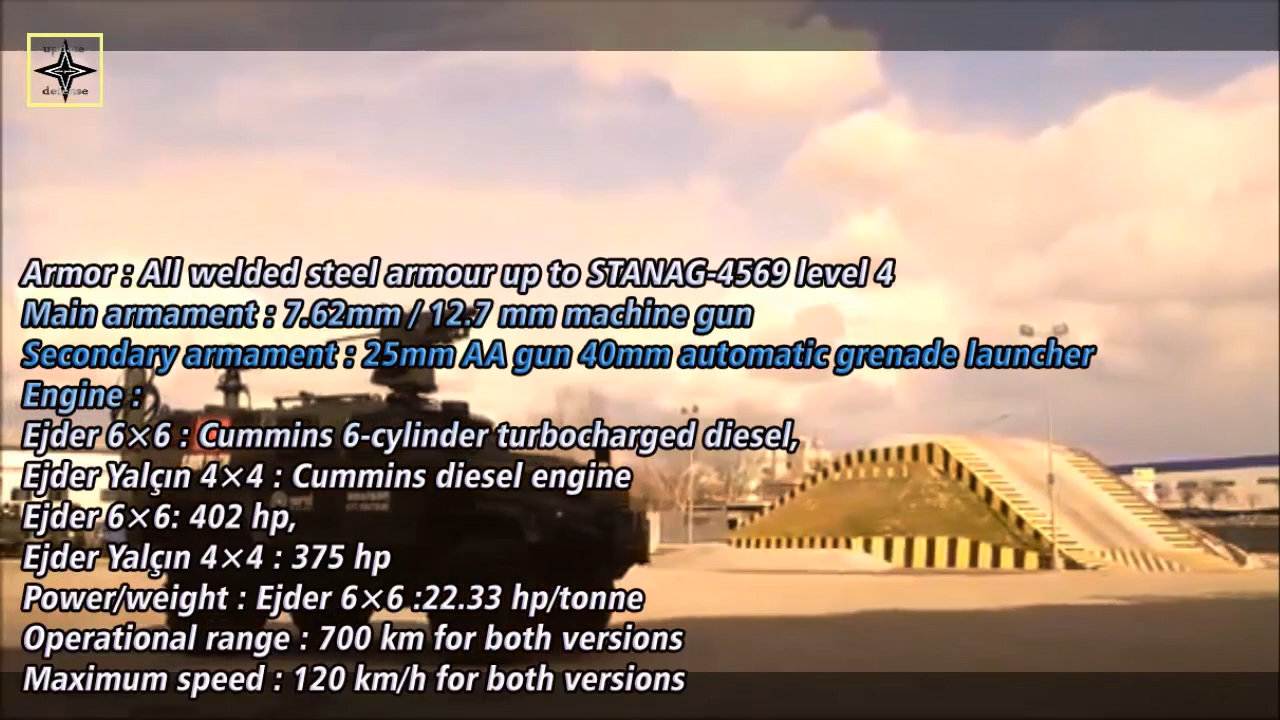 Armor : All welded steel armour up to STANAG-4569 level 4
Main armament : 7.62mm / 12.7 mm machine gun
Secondary armament : 25mm AA gun 40mm automatic grenade launcher
Engine :
Ejder 6×6 : Cummins 6-cylinder turbocharged diesel,
Ejder Yalçın 4×4 : Cummins diesel engine
Ejder 6×6: 402 hp,
Ejder Yalçın 4×4 : 375 hp
Power/weight : Ejder 6×6 :22.33 hp/tonne
Operational range : 700 km for both versions
Maximum speed : 120 km/h for both versions